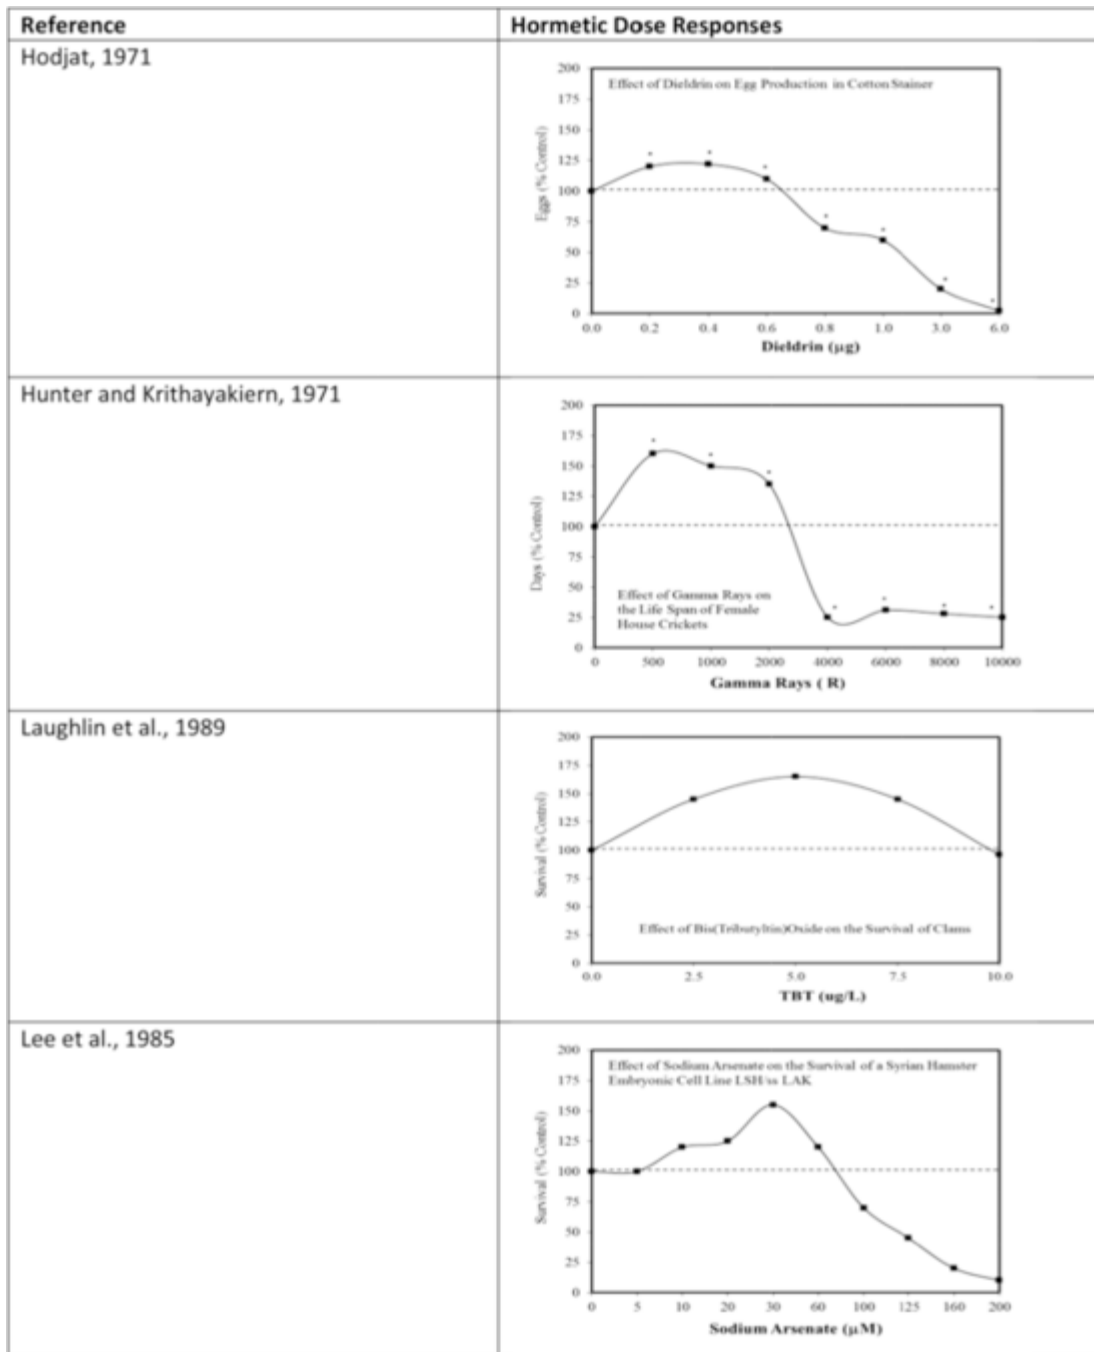 Reference
Hormetic Dose Responses
Hodjat, 1971
Effect of Dieldrin on Egg Production in Cotton Stainer
Eggs (% Control)
200
175
150
125
100
75
50
25
0
0.0 0.2 0.4 0.6 0.8 1.0 3.0 6.0
Dieldrin (µg)
Hunter and Krithayakiern, 1971
Days (% Control)
200
175
150
125
100
75
50
25
0
Effect of Gamma Rays on
the Life Span of Female
House Crickets
0 500 1000 2000 4000 6000 8000 10000
Gamma Rays ( R)
Laughlin et al., 1989
Survival (% Control)
200
175
150
125
100
75
50
25
0
Effect of Bis(Tributyltin)Oxide on the Survival of Clams
0.0 2.5 5.0 7.5 10.0
TBT (ug/L)
Lee et al., 1985
Effect of Sodium Arsenate on the Survival of a Syrian Hamster
Embryonic Cell Line LSH/ss LAK
Survival (% Control)
200
175
150
125
100
75
50
25
0
0 5 10 20 30 60 100 125 160 200
Sodium Arsenate (µM)